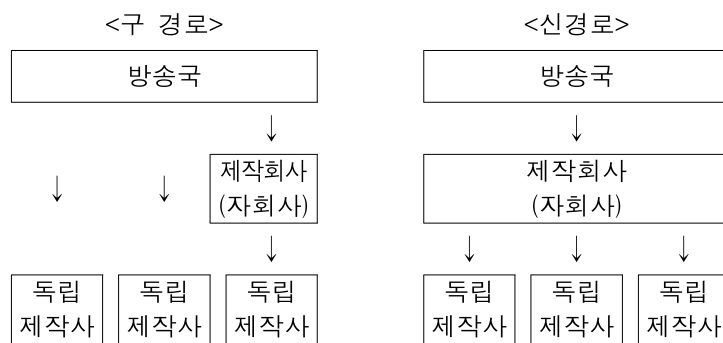 <구 경로>
방송국
↓
제작회사
(자회사)
↓ ↓
↓
독립
제작사
독립
제작사
독립
제작사
<신경로>
방송국
↓
제작회사
(자회사)
↓ ↓ ↓
독립
제작사
독립
제작사
독립
제작사